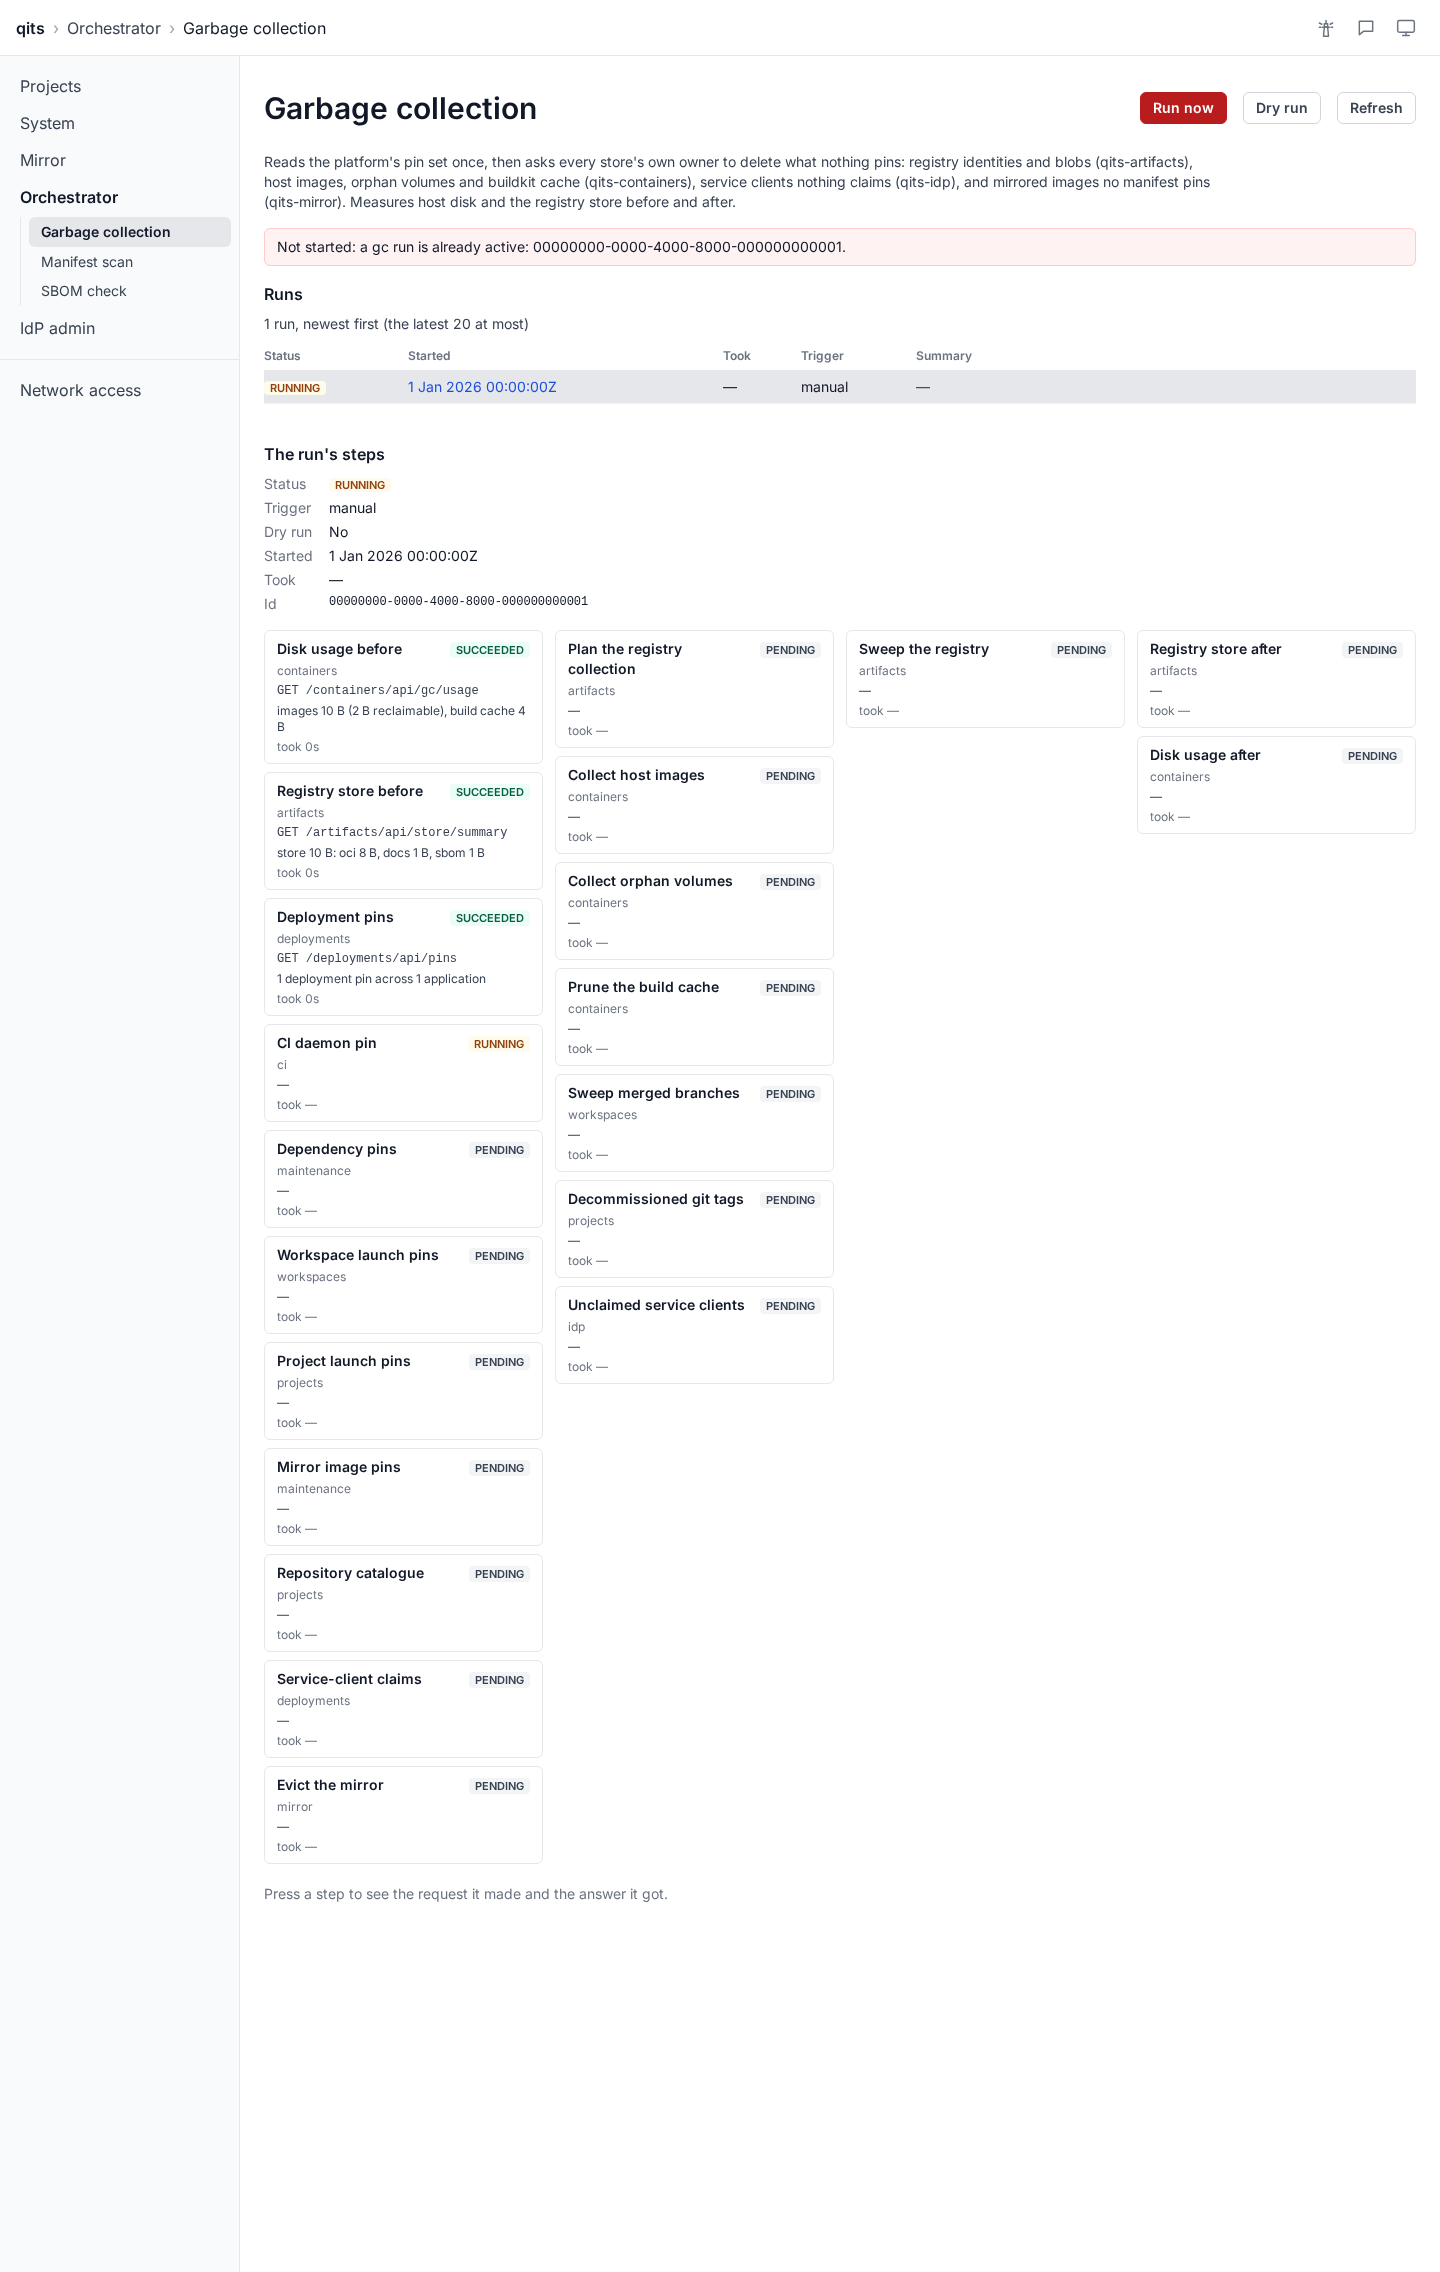 qits › Orchestrator › Garbage collection
Projects
System
Mirror
Orchestrator
Garbage collection
Manifest scan
SBOM check
IdP admin
Network access
Garbage collection
Run now
Dry run
Refresh
Reads the platform's pin set once, then asks every store's own owner to delete what nothing pins: registry identities and blobs (qits-artifacts),
host images, orphan volumes and buildkit cache (qits-containers), service clients nothing claims (qits-idp), and mirrored images no manifest pins
(qits-mirror). Measures host disk and the registry store before and after.
Not started: a gc run is already active: 00000000-0000-4000-8000-000000000001.
Runs
1 run, newest first (the latest 20 at most)
Status Started Took Trigger Summary
RUNNING 1 Jan 2026 00:00:00Z — manual —
The run's steps
Status RUNNING
Trigger manual
Dry run No
Started 1 Jan 2026 00:00:00Z
Took —
Id 00000000-0000-4000-8000-000000000001
Disk usage before SUCCEEDED
containers
GET /containers/api/gc/usage
images 10 B (2 B reclaimable), build cache 4
B
took 0s
Registry store before SUCCEEDED
artifacts
GET /artifacts/api/store/summary
store 10 B: oci 8 B, docs 1 B, sbom 1 B
took 0s
Deployment pins SUCCEEDED
deployments
GET /deployments/api/pins
1 deployment pin across 1 application
took 0s
CI daemon pin RUNNING
ci
—
took —
Dependency pins PENDING
maintenance
—
took —
Workspace launch pins PENDING
workspaces
—
took —
Project launch pins PENDING
projects
—
took —
Mirror image pins PENDING
maintenance
—
took —
Repository catalogue PENDING
projects
—
took —
Service-client claims PENDING
deployments
—
took —
Evict the mirror PENDING
mirror
—
took —
Plan the registry PENDING
collection
artifacts
—
took —
Collect host images PENDING
containers
—
took —
Collect orphan volumes PENDING
containers
—
took —
Prune the build cache PENDING
containers
—
took —
Sweep merged branches PENDING
workspaces
—
took —
Decommissioned git tags PENDING
projects
—
took —
Unclaimed service clients PENDING
idp
—
took —
Sweep the registry PENDING
artifacts
—
took —
Registry store after PENDING
artifacts
—
took —
Disk usage after PENDING
containers
—
took —
Press a step to see the request it made and the answer it got.